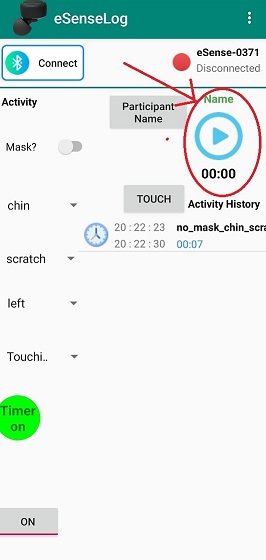 eSenseLog
Connect
eSense-0371
Disconnected
Activity
Participant
Name
Name
Mask?
00:00
chin
TOUCH
Activity History
20 : 22 : 23
no_mask_chin_scra
20 : 22 : 30
00:07
scratch
left
Touchi..
Timer
on
ON